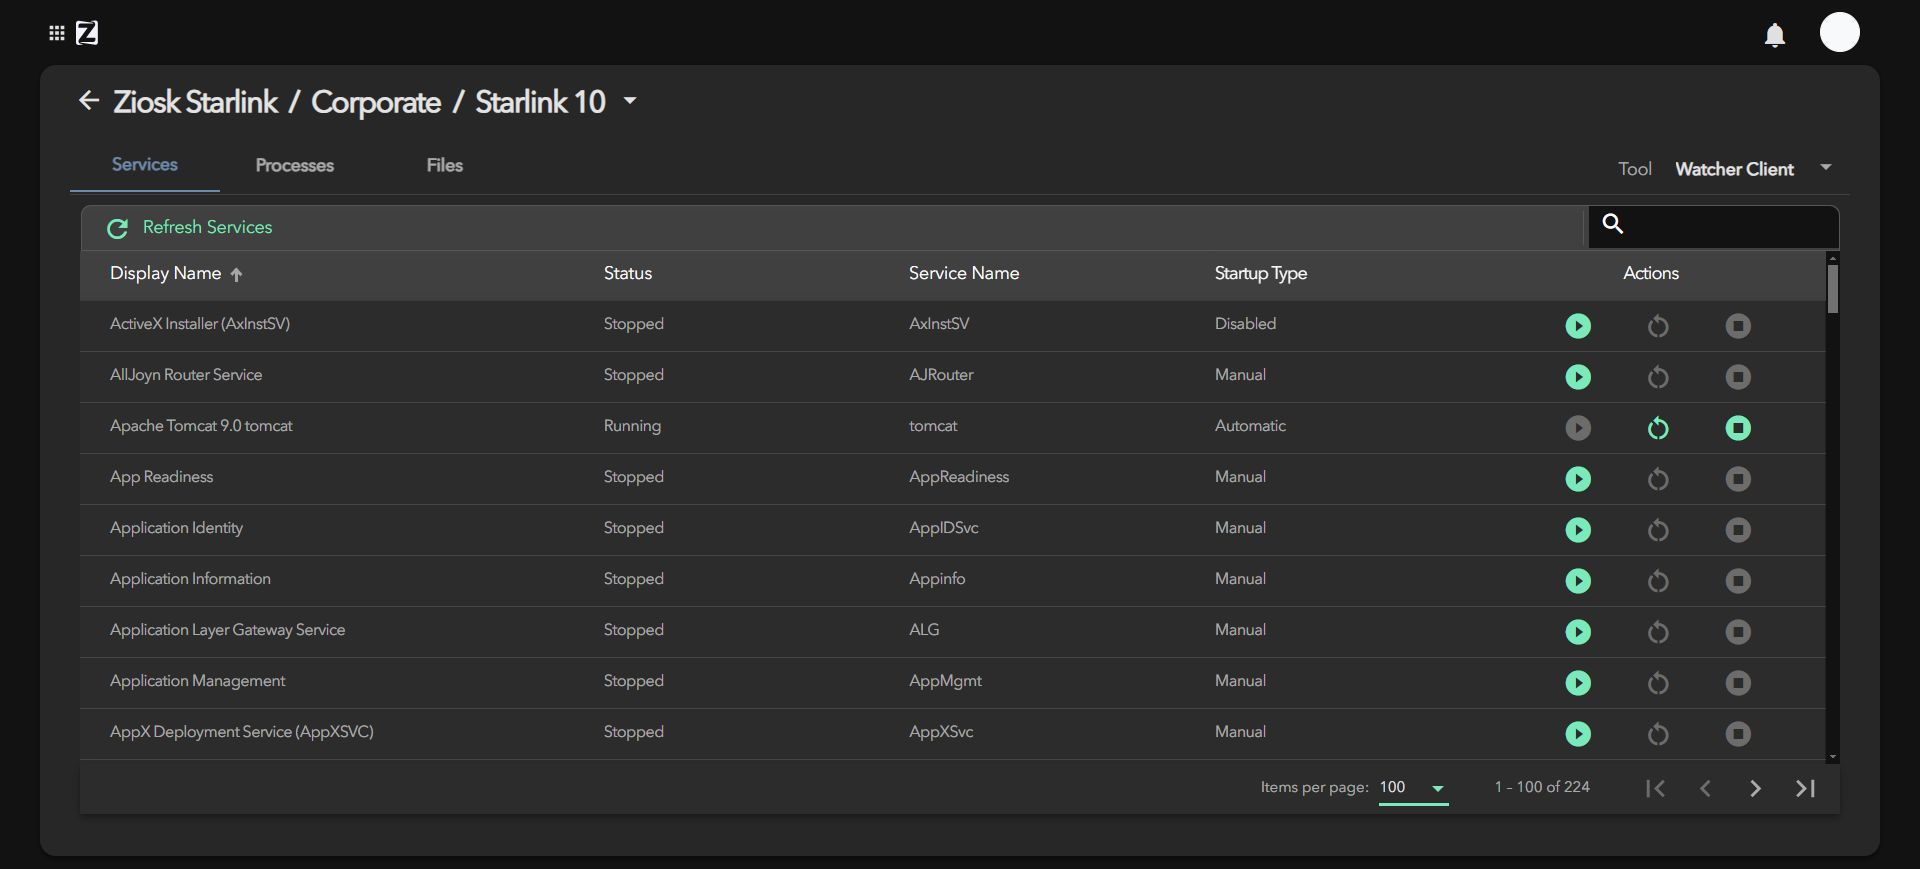 Z
Ziosk Starlink / Corporate / Starlink 10
Services Processes Files
Tool Watcher Client
Refresh Services
Display Name Status Service Name Startup Type Actions
ActiveX Installer (AxInstSV) Stopped AxInstSV Disabled
AllJoyn Router Service Stopped AJRouter Manual
Apache Tomcat 9.0 tomcat Running tomcat Automatic
App Readiness Stopped AppReadiness Manual
Application Identity Stopped AppIDSvc Manual
Application Information Stopped Appinfo Manual
Application Layer Gateway Service Stopped ALG Manual
Application Management Stopped AppMgmt Manual
AppX Deployment Service (AppXSVC) Stopped AppXSvc Manual
Items per page: 100 1 - 100 of 224